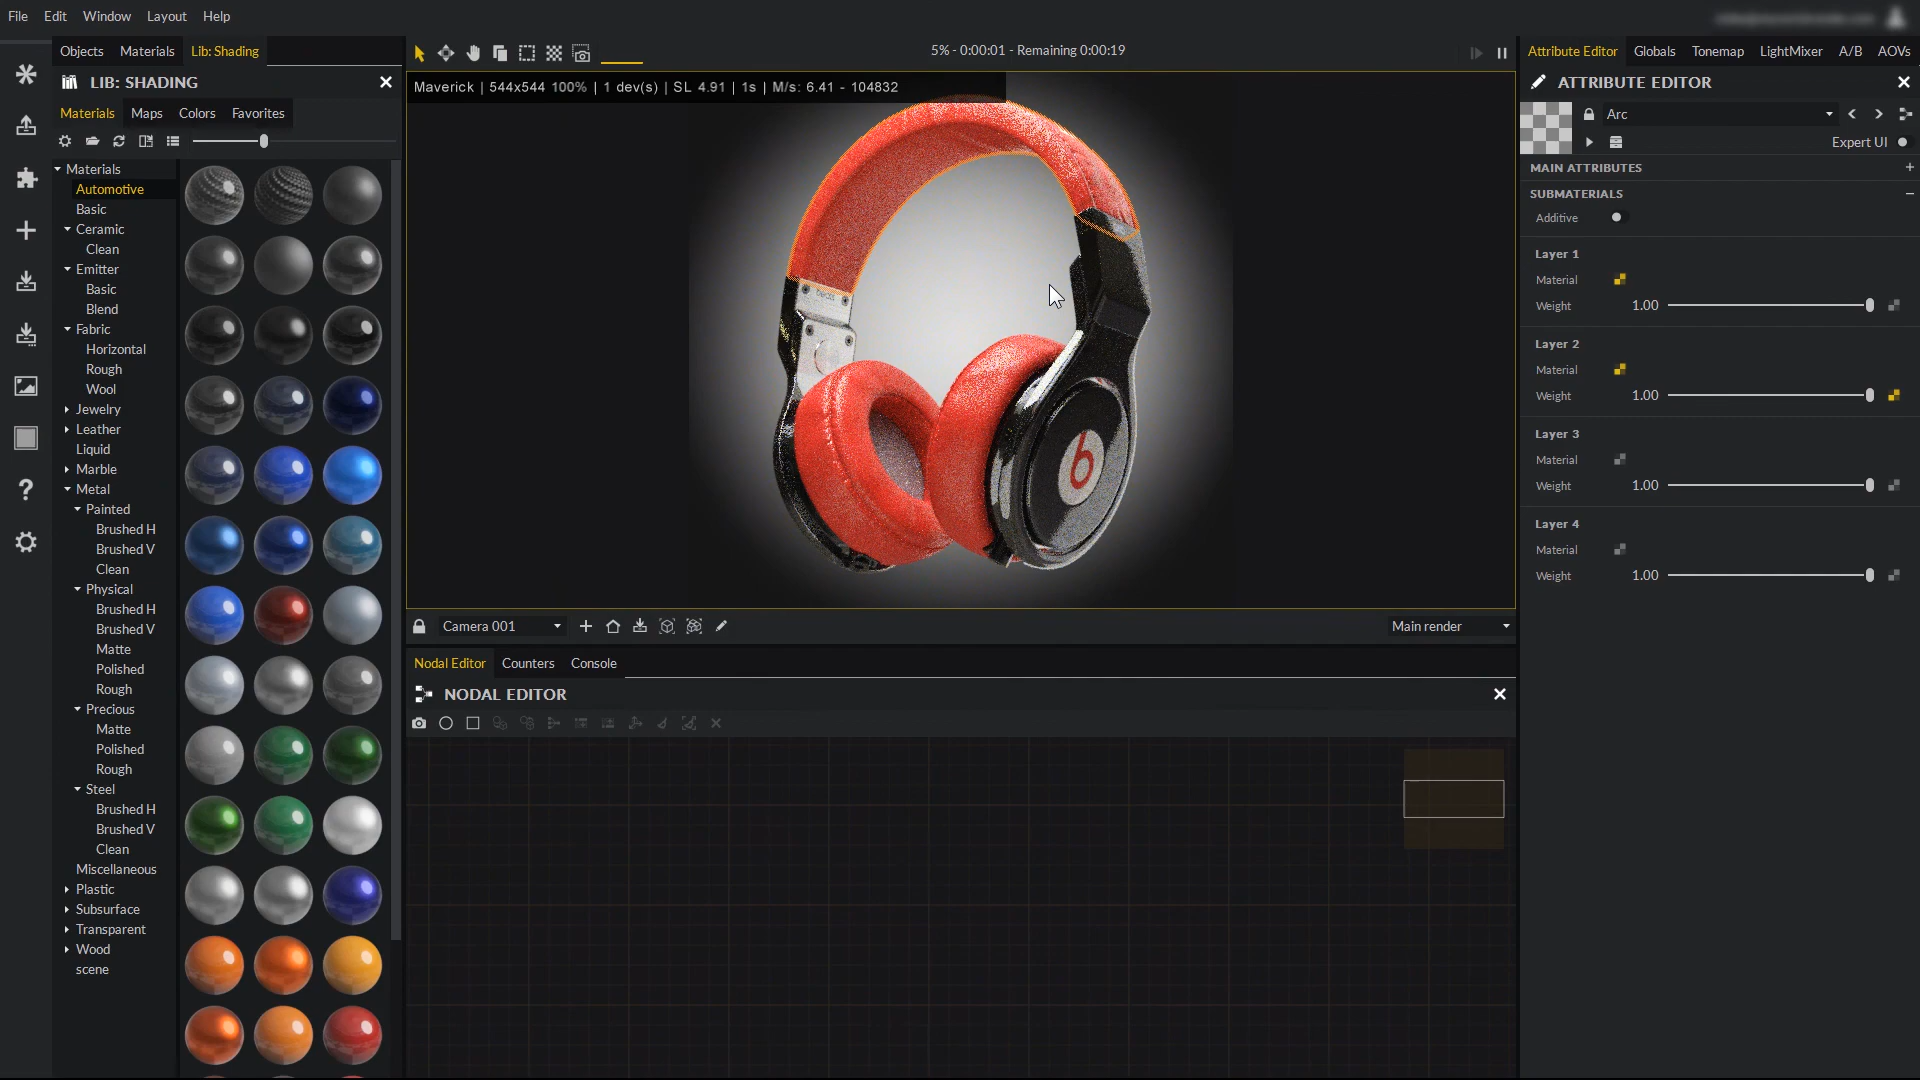 File Edit Window Layout Help
Objects Materials Lib: Shading
5% - 0:00:01 - Remaining 0:00:19
Attribute Editor Globals Tonemap LightMixer A/B AOVs
LIB: SHADING
Maverick | 544x544 100% | 1 dev(s) | SL 4.91 | 1s | M/s: 6.41 - 104832
ATTRIBUTE EDITOR
Materials Maps Colors Favorites
Arc
Expert UI
Materials
Automotive
Basic
Ceramic
Clean
Emitter
Basic
Blend
Fabric
Horizontal
Rough
Wool
Jewelry
Leather
Liquid
Marble
Metal
Painted
Brushed H
Brushed V
Clean
Physical
Brushed H
Brushed V
Matte
Polished
Rough
Precious
Matte
Polished
Rough
Steel
Brushed H
Brushed V
Clean
Miscellaneous
Plastic
Subsurface
Transparent
Wood
scene
b
Camera 001
Main render
Nodal Editor Counters Console
NODAL EDITOR
MAIN ATTRIBUTES
SUBMATERIALS
Additive
Layer 1
Material
Weight 1.00
Layer 2
Material
Weight 1.00
Layer 3
Material
Weight 1.00
Layer 4
Material
Weight 1.00